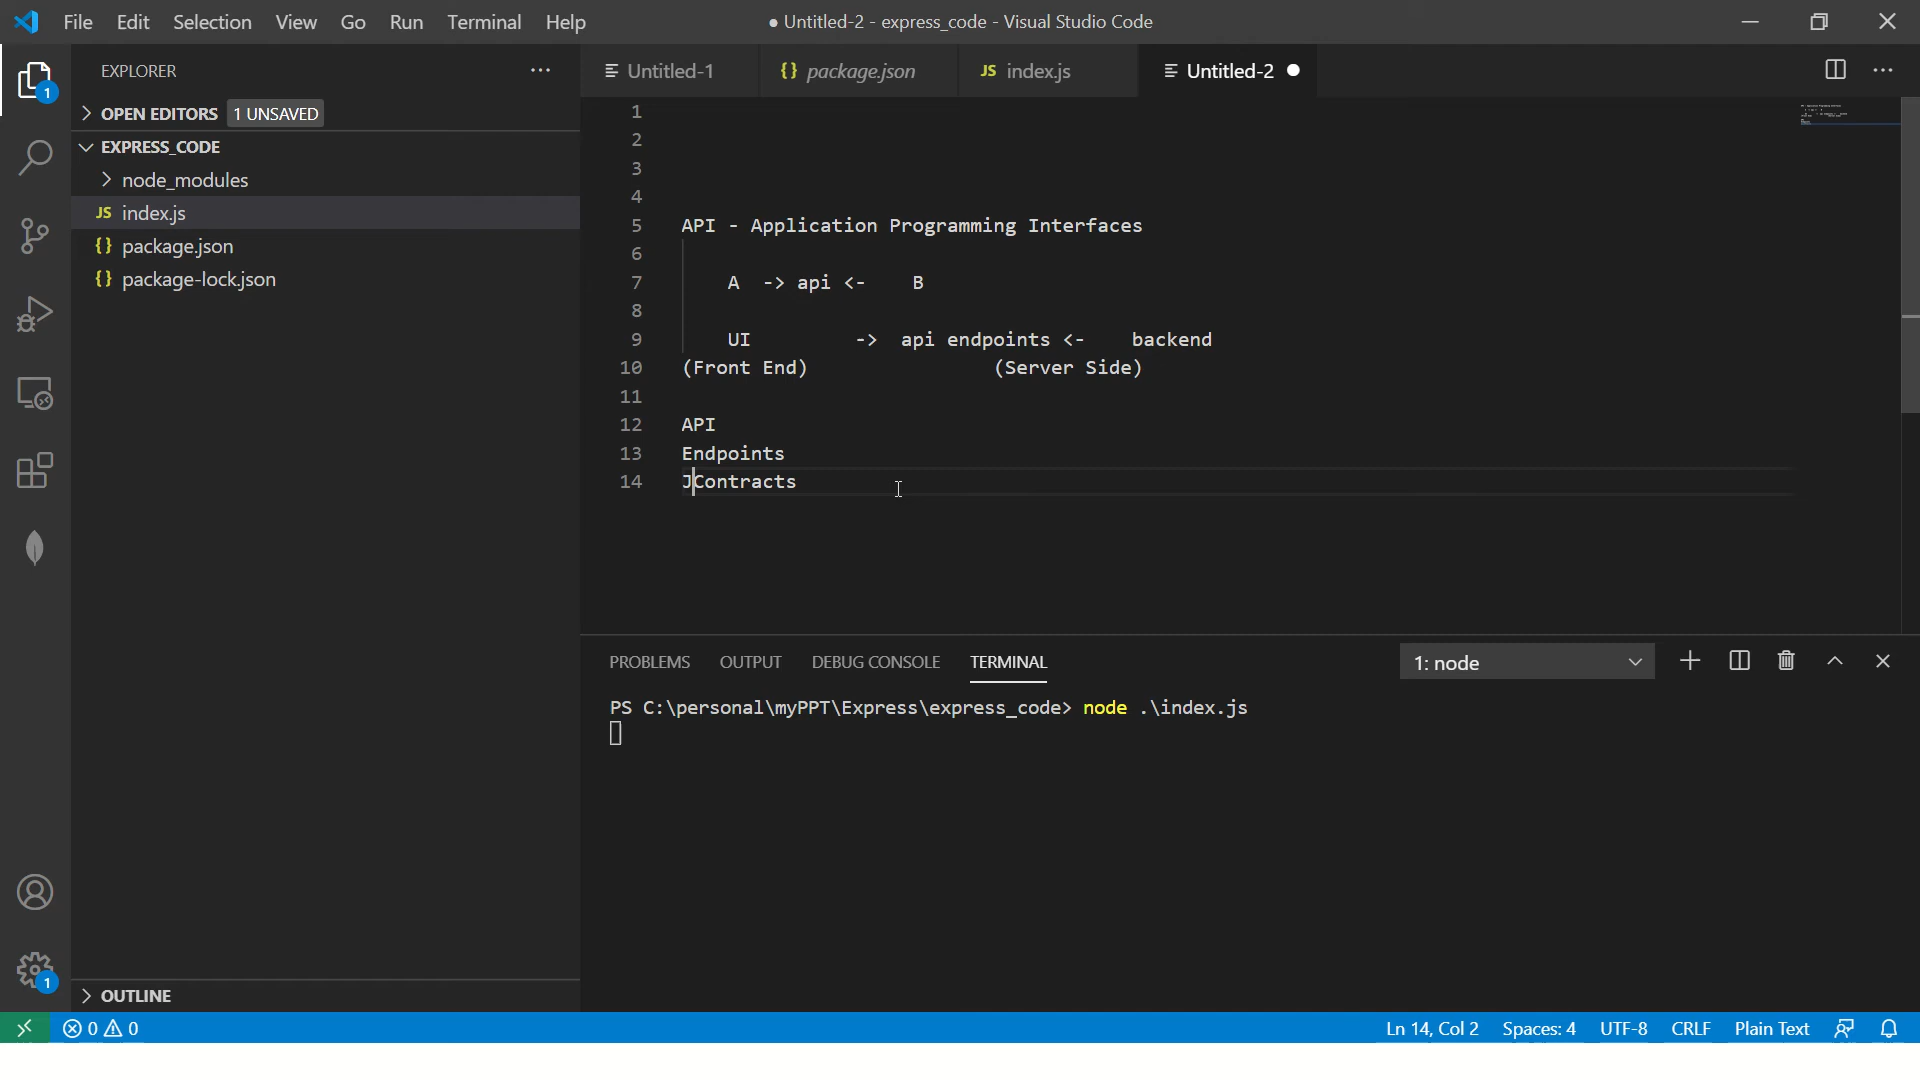 File Edit Selection View Go Run Terminal Help ● Untitled-2 - express_code - Visual Studio Code
EXPLORER
Untitled-1 {} package.json JS index.js Untitled-2 ●
OPEN EDITORS 1 UNSAVED
EXPRESS_CODE
node_modules
JS index.js
{} package.json
{} package-lock.json
1
2
3
4
5 API - Application Programming Interfaces
6
7 A -> api <- B
8
9 UI -> api endpoints <- backend
10 (Front End) (Server Side)
11
12 API
13 Endpoints
14 JContracts
PROBLEMS OUTPUT DEBUG CONSOLE TERMINAL 1: node
PS C:\personal\myPPT\Express\express_code> node .\index.js
1
1
OUTLINE
0 0 Ln 14, Col 2 Spaces: 4 UTF-8 CRLF Plain Text